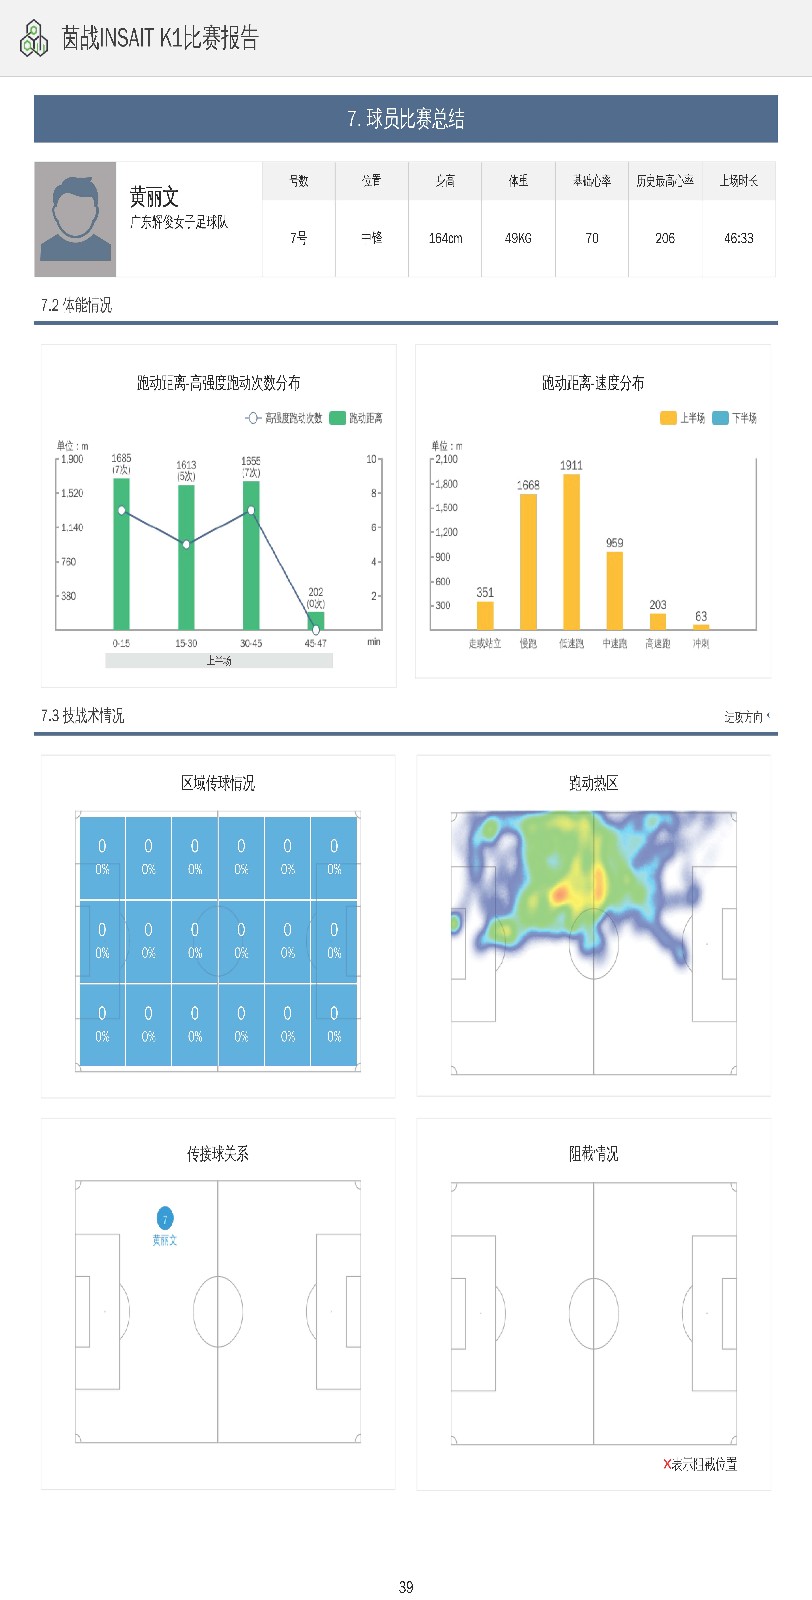 茵战INSAIT K1比赛报告
7. 球员比赛总结
黄丽文
广东辉俊女子足球队
号数 位置 身高 体重 基础心率 历史最高心率 上场时长
7号 中锋 164cm 49KG 70 206 46:33
7.2 体能情况
跑动距离-高强度跑动次数分布
高强度跑动次数 跑动距离
单位：m
1,900
1,520
1,140
760
380
10
8
6
4
2
1685
(7次)
1613
(5次)
1655
(7次)
202
(0次)
0-15 15-30 30-45 45-47 min
上半场
跑动距离-速度分布
上半场 下半场
单位：m
2,100
1,800
1,500
1,200
900
600
300
351 1668 1911 959 203 63
走或站立 慢跑 低速跑 中速跑 高速跑 冲刺
7.3 技战术情况
进攻方向
区域传球情况
0 0 0 0 0 0
0% 0% 0% 0% 0% 0%
0 0 0 0 0 0
0% 0% 0% 0% 0% 0%
0 0 0 0 0 0
0% 0% 0% 0% 0% 0%
跑动热区
传接球关系
7
黄丽文
阻截情况
X表示阻截位置
39